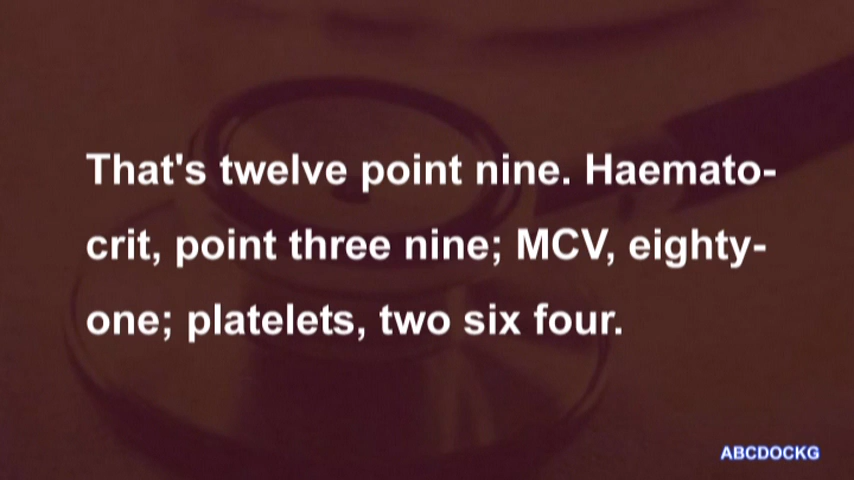 That's twelve point nine. Haemato-
crit, point three nine; MCV, eighty-
one; platelets, two six four.
ABCDOCKG